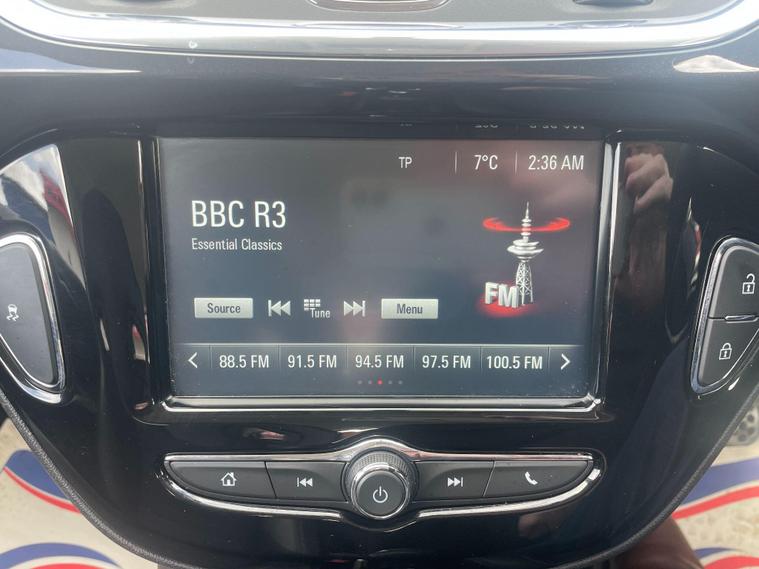 TP 7°C 2:36 AM
BBC R3
Essential Classics
FM
Source Tune Menu
88.5 FM 91.5 FM 94.5 FM 97.5 FM 100.5 FM